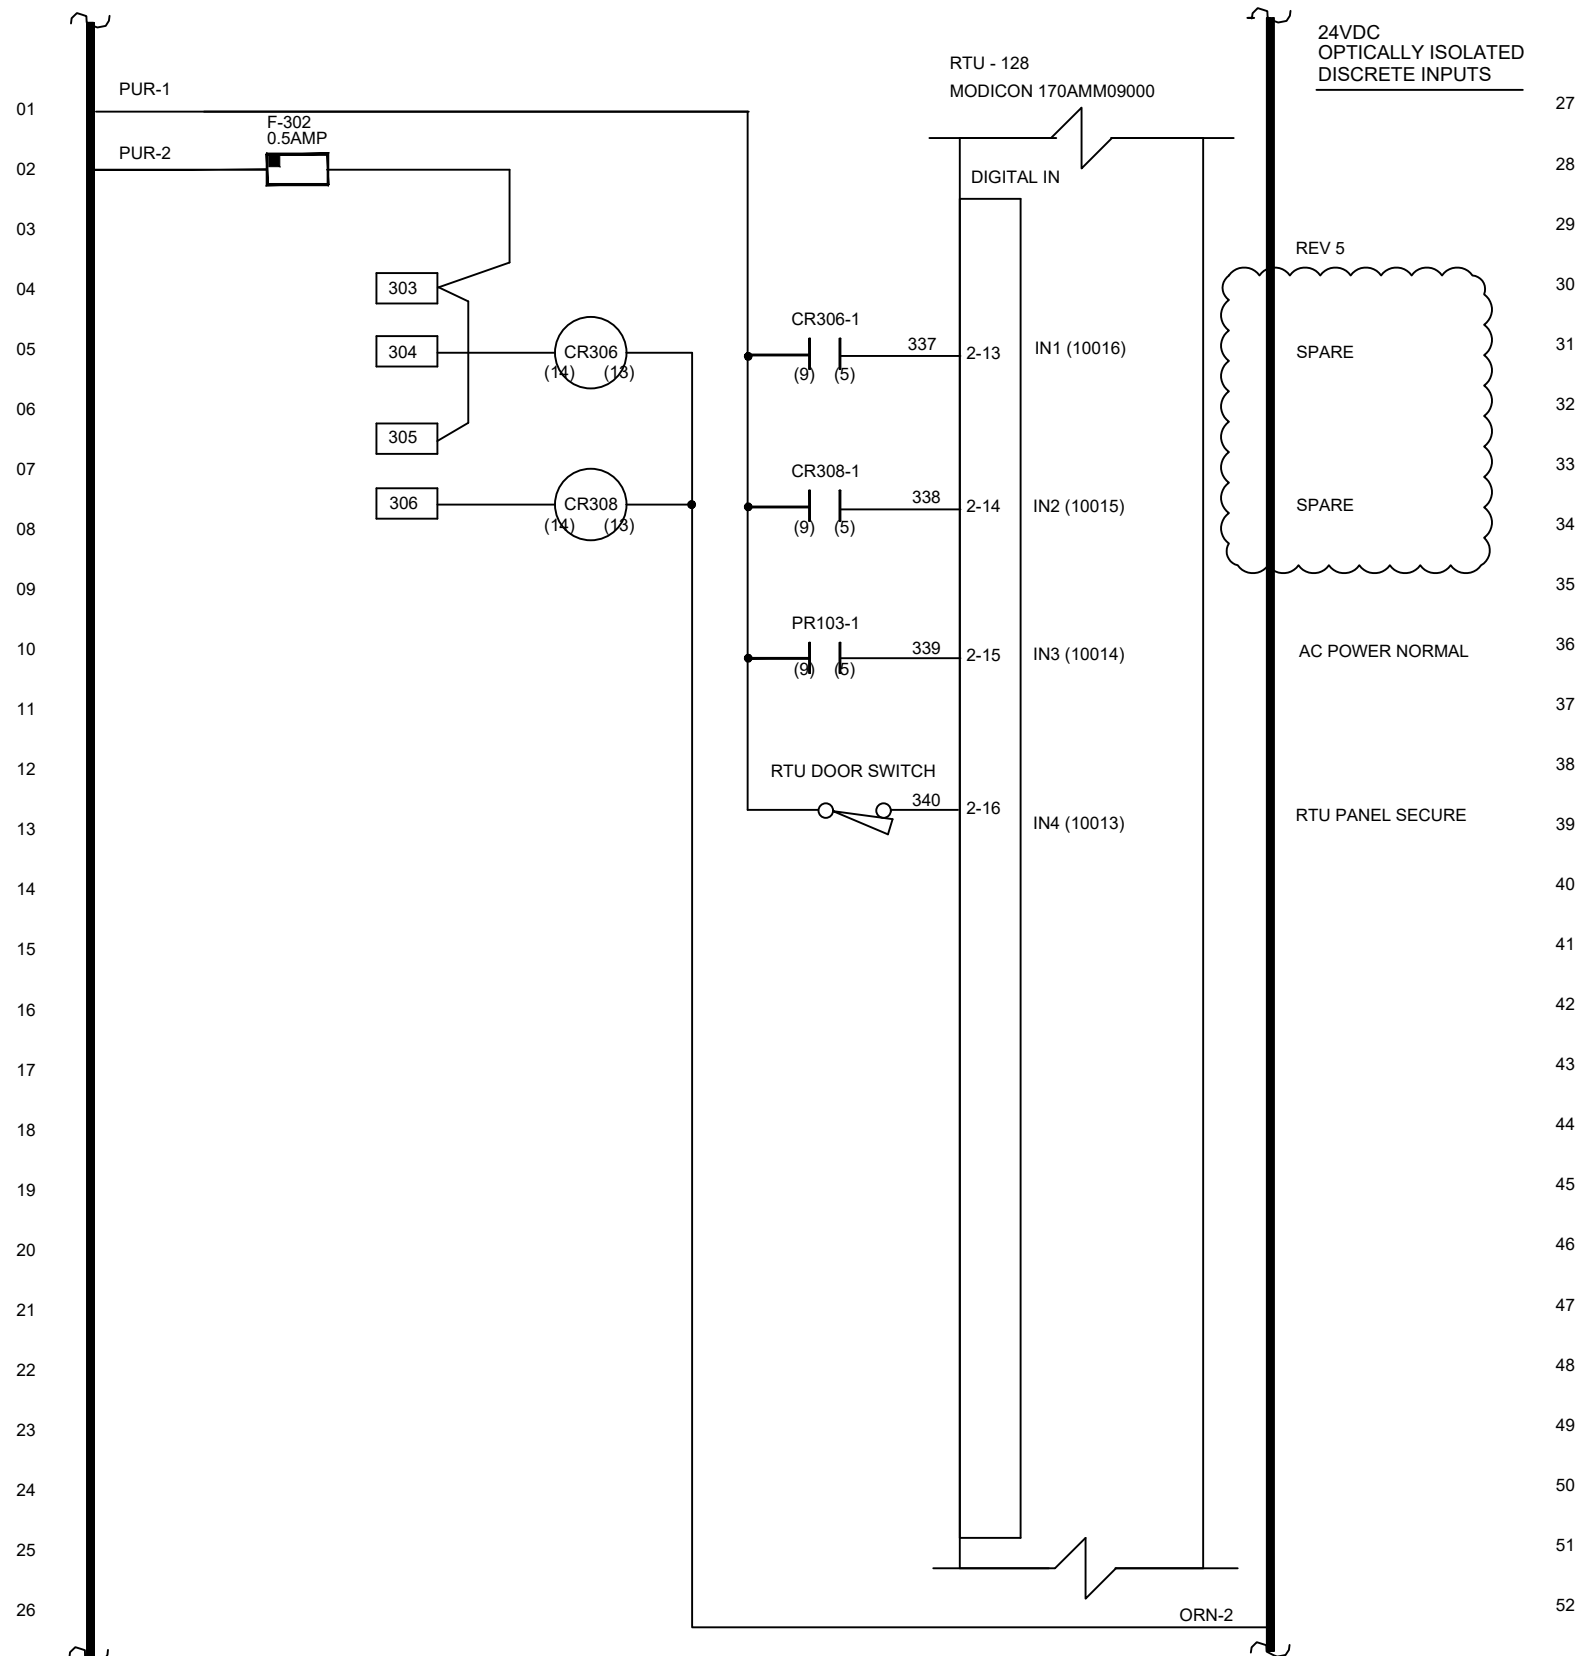 24VDC
OPTICALLY ISOLATED
DISCRETE INPUTS
RTU - 128
MODICON 170AMM09000
PUR-1
01
27
F-302
0.5AMP
PUR-2
02
28
DIGITAL IN
03
29
REV 5
303
04
30
CR306-1
304
CR306
337
2-13
IN1 (10016)
SPARE
05
31
(14) (13)
(9) (5)
06
32
305
07
33
CR308-1
306
CR308
338
2-14
IN2 (10015)
SPARE
(14) (13)
(9) (5)
08
34
09
35
PR103-1
10
339
2-15
IN3 (10014)
AC POWER NORMAL
36
(9) (5)
11
37
12
RTU DOOR SWITCH
38
340
2-16
RTU PANEL SECURE
13
IN4 (10013)
39
14
40
15
41
16
42
17
43
18
44
19
45
20
46
21
47
22
48
23
49
24
50
25
51
26
ORN-2
52